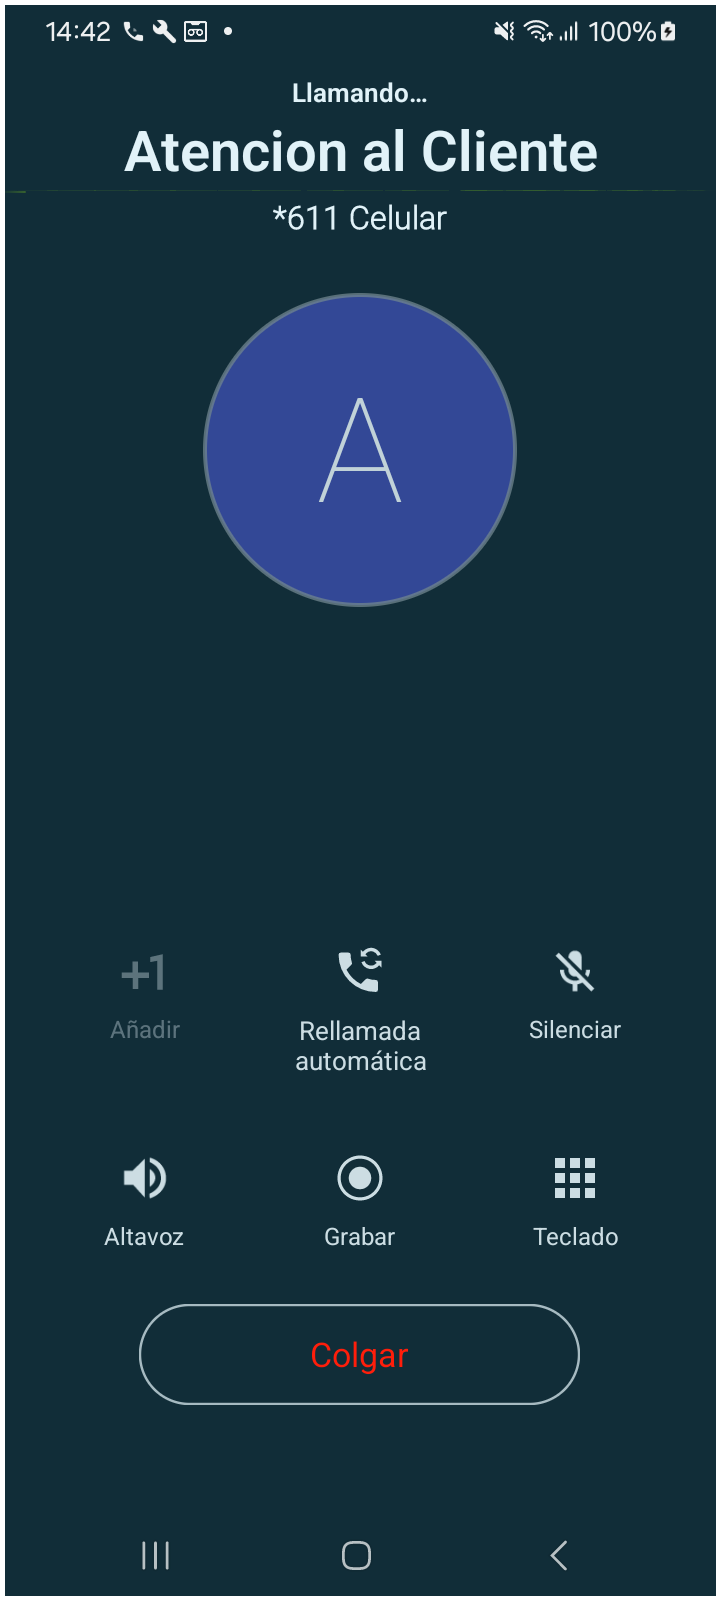 14:42 100%
Llamando...
Atencion al Cliente
*611 Celular
A
+1
Añadir
Rellamada
automática
Silenciar
Altavoz
Grabar
Teclado
Colgar